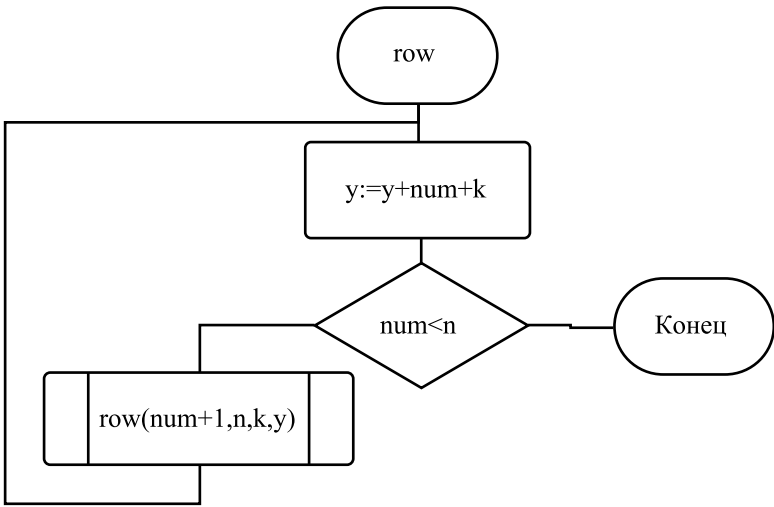 row
y:=y+num+k
num<n
Конец
row(num+1,n,k,y)